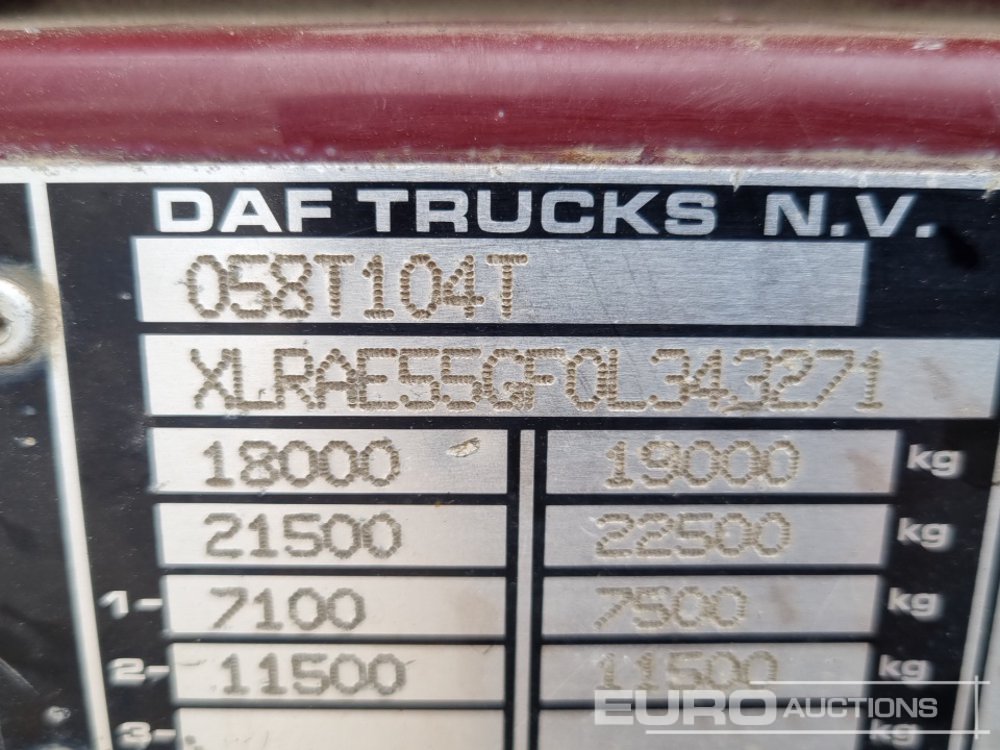 DAF TRUCKS N.V.
058T104T
XLRAE55GF0L343271
18000 19000 kg
21500 22500 kg
1- 7100 7500 kg
2- 11500 11500 kg
3- kg
EURO AUCTIONS